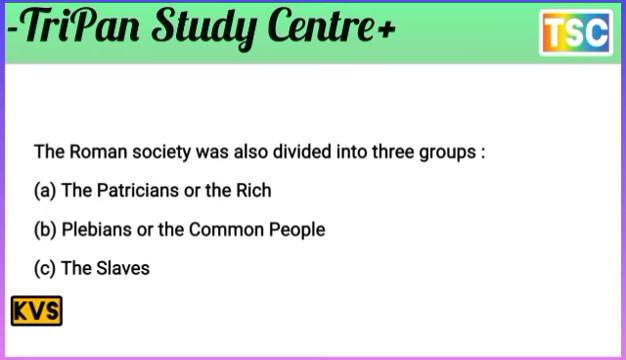 -TriPan Study Centre+
TSC
The Roman society was also divided into three groups :
(a) The Patricians or the Rich
(b) Plebians or the Common People
(c) The Slaves
KVS